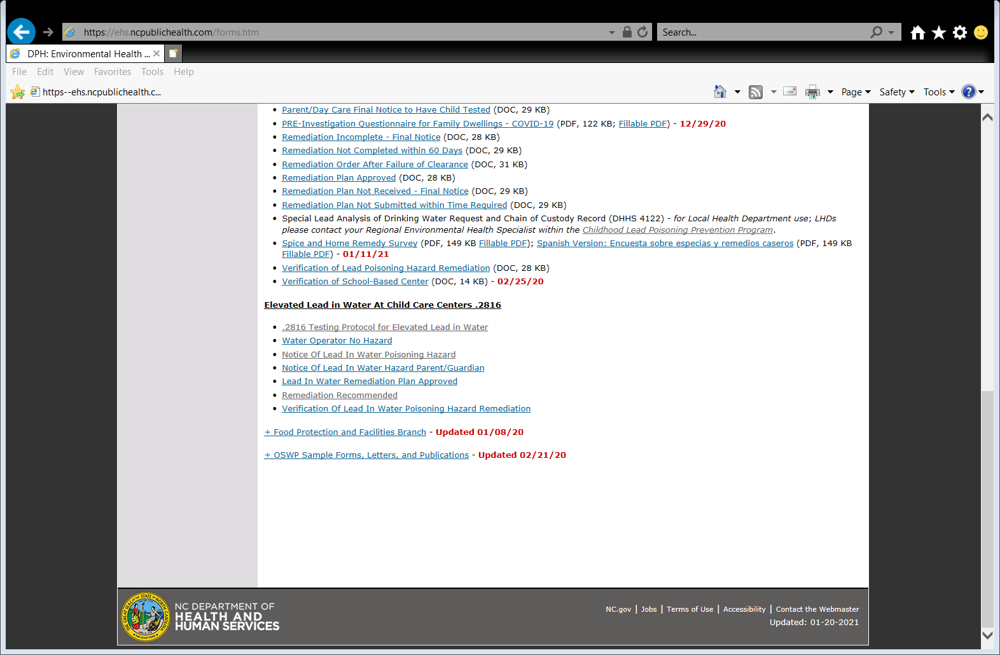 https://ehs.ncpublichealth.com/forms.htm
Search...
DPH: Environmental Health ...
File Edit View Favorites Tools Help
https--ehs.ncpublichealth.c...
Page Safety Tools
Parent/Day Care Final Notice to Have Child Tested (DOC, 29 KB)
PRE-Investigation Questionnaire for Family Dwellings - COVID-19 (PDF, 122 KB; Fillable PDF) - 12/29/20
Remediation Incomplete - Final Notice (DOC, 28 KB)
Remediation Not Completed within 60 Days (DOC, 29 KB)
Remediation Order After Failure of Clearance (DOC, 31 KB)
Remediation Plan Approved (DOC, 28 KB)
Remediation Plan Not Received - Final Notice (DOC, 29 KB)
Remediation Plan Not Submitted within Time Required (DOC, 29 KB)
Special Lead Analysis of Drinking Water Request and Chain of Custody Record (DHHS 4122) - for Local Health Department use; LHDs
please contact your Regional Environmental Health Specialist within the Childhood Lead Poisoning Prevention Program.
Spice and Home Remedy Survey (PDF, 149 KB Fillable PDF); Spanish Version: Encuesta sobre especias y remedios caseros (PDF, 149 KB
Fillable PDF) - 01/11/21
Verification of Lead Poisoning Hazard Remediation (DOC, 28 KB)
Verification of School-Based Center (DOC, 14 KB) - 02/25/20
Elevated Lead in Water At Child Care Centers .2816
.2816 Testing Protocol for Elevated Lead in Water
Water Operator No Hazard
Notice Of Lead In Water Poisoning Hazard
Notice Of Lead In Water Hazard Parent/Guardian
Lead In Water Remediation Plan Approved
Remediation Recommended
Verification Of Lead In Water Poisoning Hazard Remediation
+ Food Protection and Facilities Branch - Updated 01/08/20
+ OSWP Sample Forms, Letters, and Publications - Updated 02/21/20
NC DEPARTMENT OF
HEALTH AND
HUMAN SERVICES
NC.gov | Jobs | Terms of Use | Accessibility | Contact the Webmaster
Updated: 01-20-2021